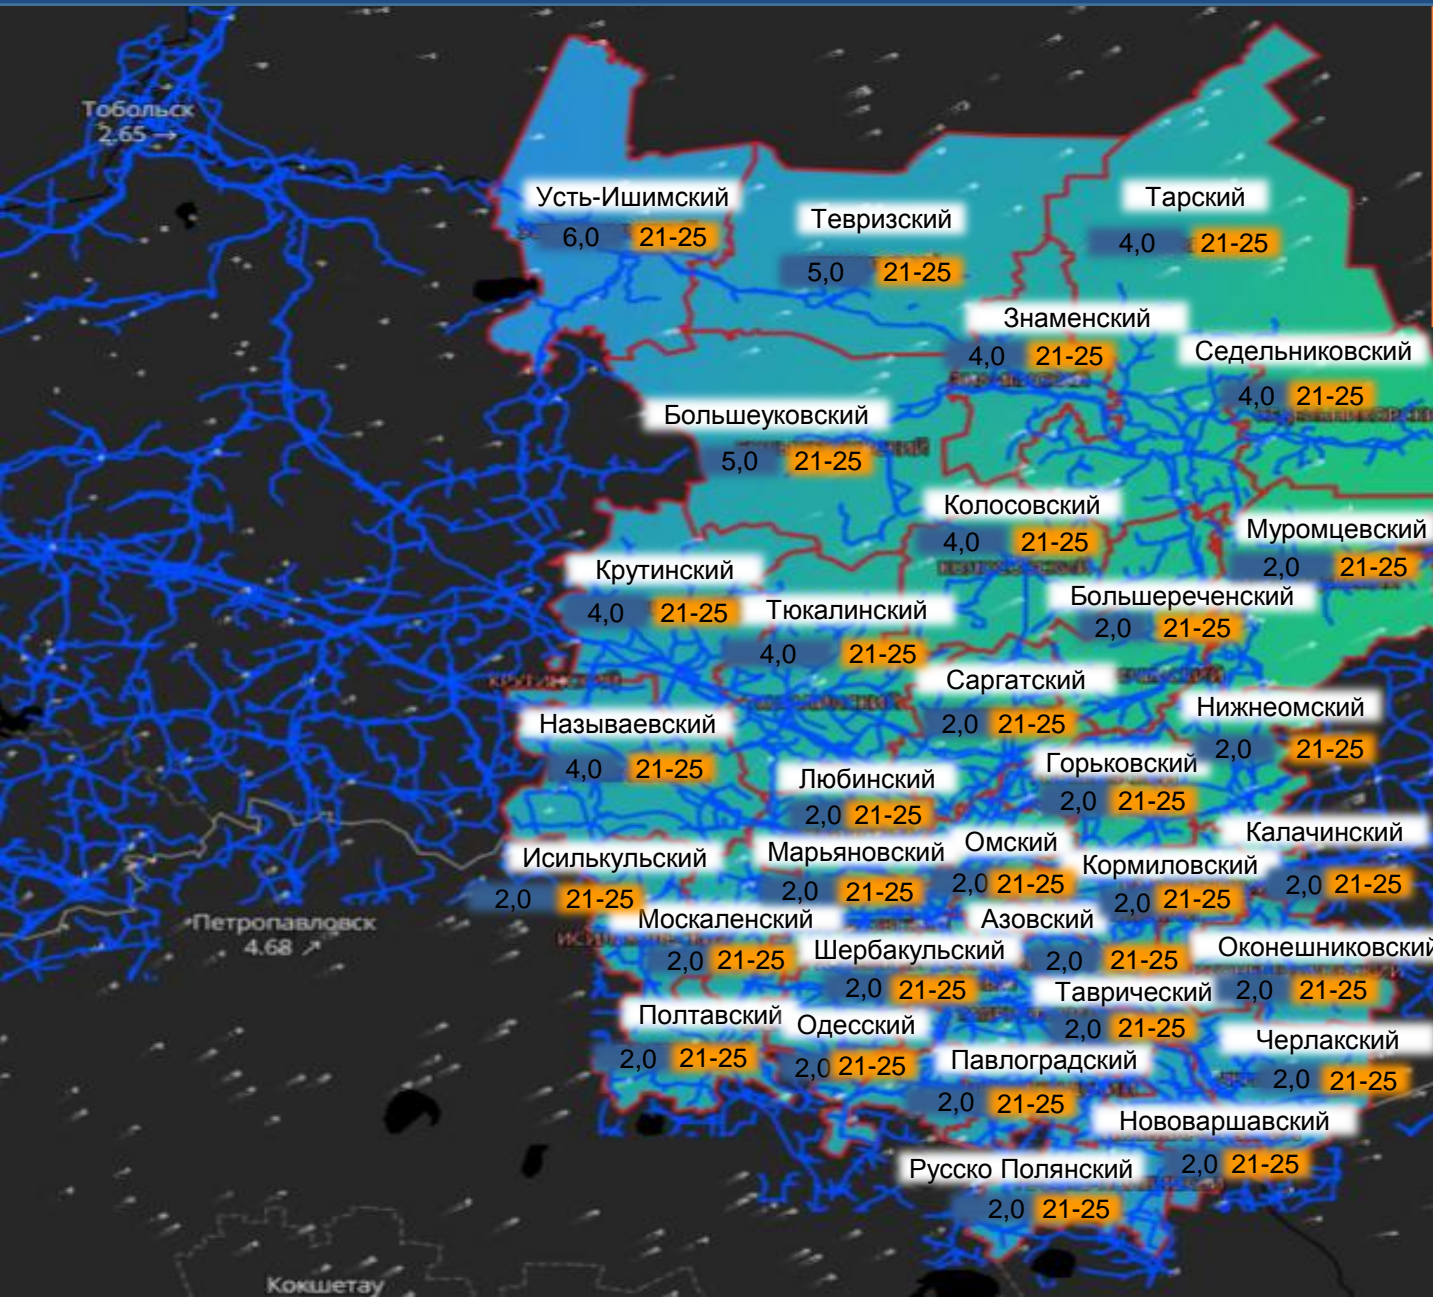 Тобольск
2.65 →
Усть-Ишимский
6,0 21-25
Тевризский
5,0 21-25
Тарский
4,0 21-25
Знаменский
4,0 21-25
Седельниковский
4,0 21-25
Большеуковский
5,0 21-25
Колосовский
4,0 21-25
Муромцевский
2,0 21-25
Крутинский
4,0 21-25
Тюкалинский
4,0 21-25
Большереченский
2,0 21-25
Саргатский
2,0 21-25
Нижнеомский
2,0 21-25
Называевский
4,0 21-25
Любинский
2,0 21-25
Горьковский
2,0 21-25
Калачинский
2,0 21-25
Исилькульский
2,0 21-25
Марьяновский
2,0 21-25
Омский
2,0 21-25
Кормиловский
2,0 21-25
Петропавловск
4.68 ↗
Москаленский
2,0 21-25
Шербакульский
2,0 21-25
Азовский
2,0 21-25
Оконешниковский
2,0 21-25
Таврический
2,0 21-25
Полтавский
2,0 21-25
Одесский
2,0 21-25
Павлоградский
2,0 21-25
Черлакский
2,0 21-25
Нововаршавский
2,0 21-25
Русско Полянский
2,0 21-25
Кокшетау